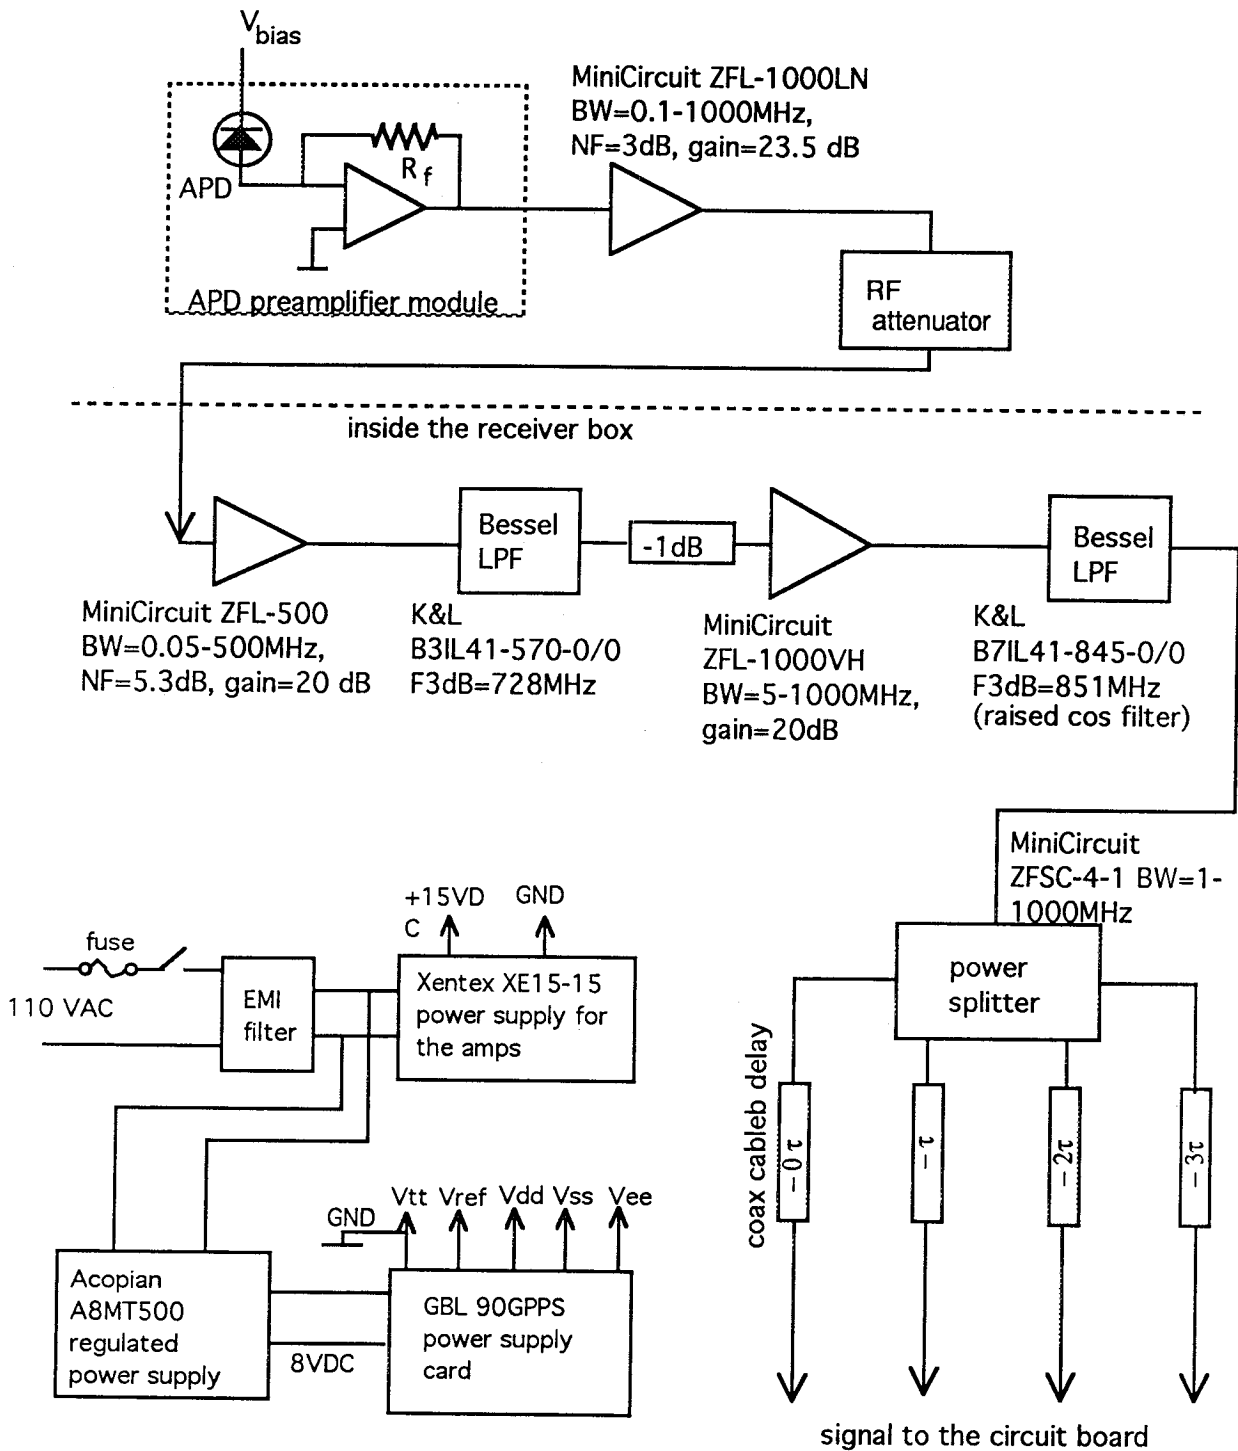 Vbias
MiniCircuit ZFL-1000LN
BW=0.1-1000MHz,
NF=3dB, gain=23.5 dB
Rf
APD
APD preamplifier module
RF
attenuator
inside the receiver box
Bessel
LPF
-1dB
Bessel
LPF
MiniCircuit ZFL-500
BW=0.05-500MHz,
NF=5.3dB, gain=20 dB
K&L
B3IL41-570-0/0
F3dB=728MHz
MiniCircuit
ZFL-1000VH
BW=5-1000MHz,
gain=20dB
K&L
B7IL41-845-0/0
F3dB=851MHz
(raised cos filter)
MiniCircuit
ZFSC-4-1 BW=1-
1000MHz
power
splitter
coax cableb delay
-0τ
-τ
-2τ
-3τ
signal to the circuit board
+15VD
C
GND
fuse
110 VAC
EMI
filter
Xentex XE15-15
power supply for
the amps
GND
Vtt
Vref
Vdd
Vss
Vee
Acopian
A8MT500
regulated
power supply
8VDC
GBL 90GPPS
power supply
card